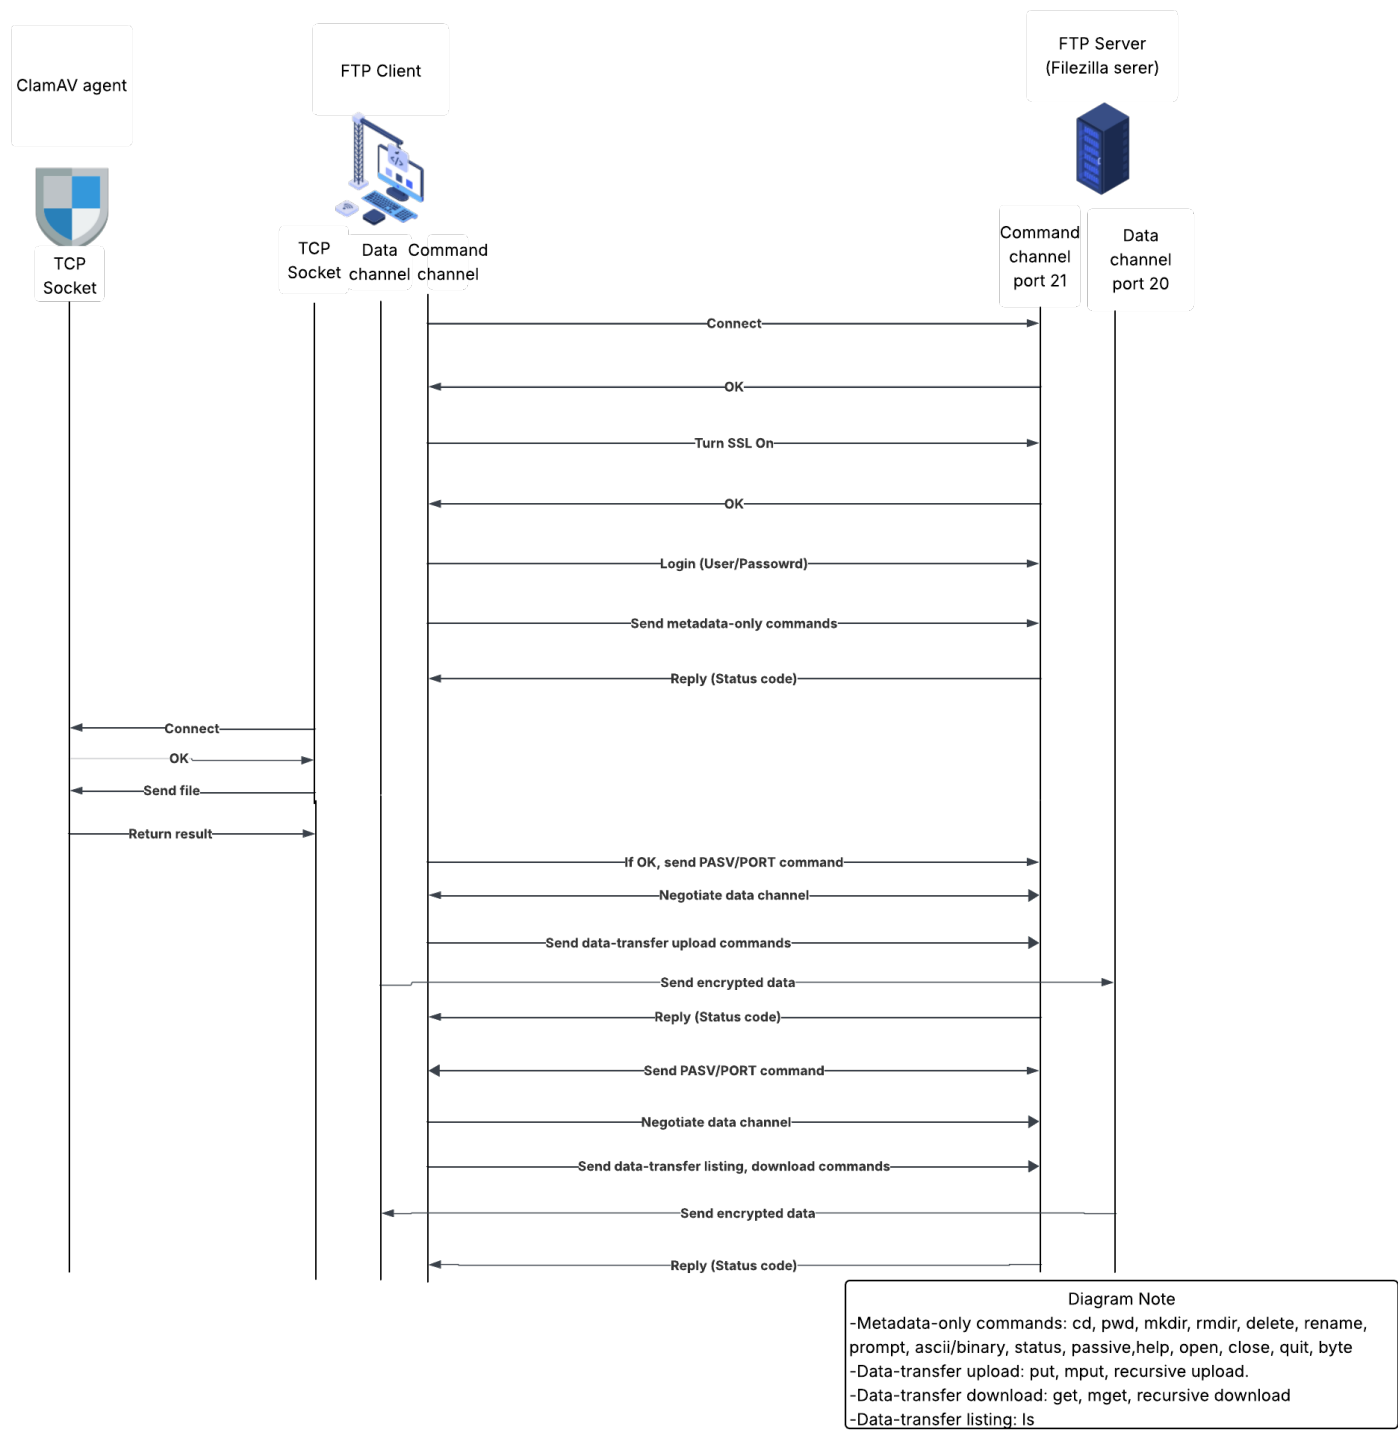 ClamAV agent
FTP Client
FTP Server
(Filezilla serer)
TCP
Socket
TCP
Socket
Data
channel
Command
channel
Command
channel
port 21
Data
channel
port 20
Connect
OK
Turn SSL On
OK
Login (User/Passowrd)
Send metadata-only commands
Reply (Status code)
Connect
OK
Send file
Return result
If OK, send PASV/PORT command
Negotiate data channel
Send data-transfer upload commands
Send encrypted data
Reply (Status code)
Send PASV/PORT command
Negotiate data channel
Send data-transfer listing, download commands
Send encrypted data
Reply (Status code)
Diagram Note
-Metadata-only commands: cd, pwd, mkdir, rmdir, delete, rename,
prompt, ascii/binary, status, passive,help, open, close, quit, byte
-Data-transfer upload: put, mput, recursive upload.
-Data-transfer download: get, mget, recursive download
-Data-transfer listing: ls